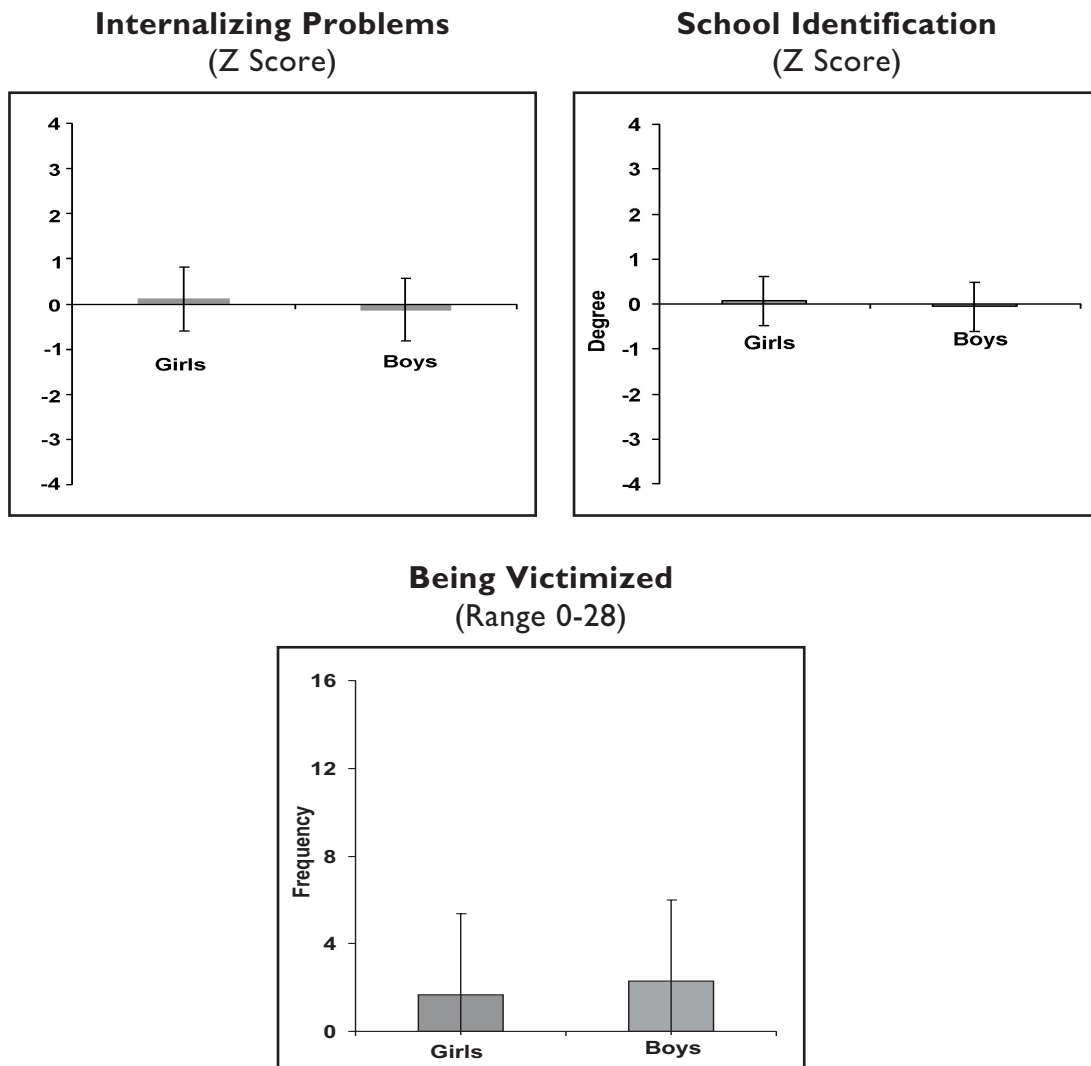 Internalizing Problems
(Z Score)
4
3
2
1
0
-1
-2
-3
-4
Girls
Boys
School Identification
(Z Score)
Degree
4
3
2
1
0
-1
-2
-3
-4
Girls
Boys
Being Victimized
(Range 0-28)
Frequency
16
12
8
4
0
Girls
Boys